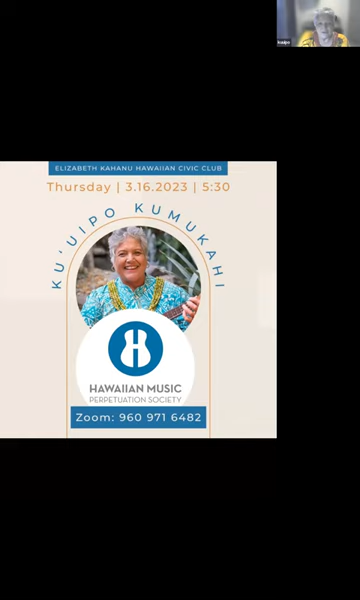 ELIZABETH KAHANU HAWAIIAN CIVIC CLUB
Thursday | 3.16.2023 | 5:30
KU'UIPO KUMUKAHI
HAWAIIAN MUSIC
PERPETUATION SOCIETY
Zoom: 960 971 6482